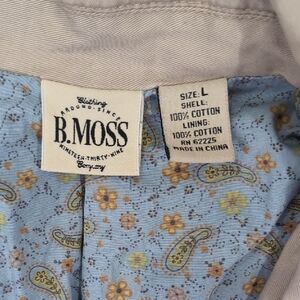 Clothing
AROUND · SINCE
B.MOSS
NINETEEN-THIRTY-NINE
Company
SIZE: L
SHELL:
100% COTTON
LINING:
100% COTTON
RN 62225
MADE IN CHINA